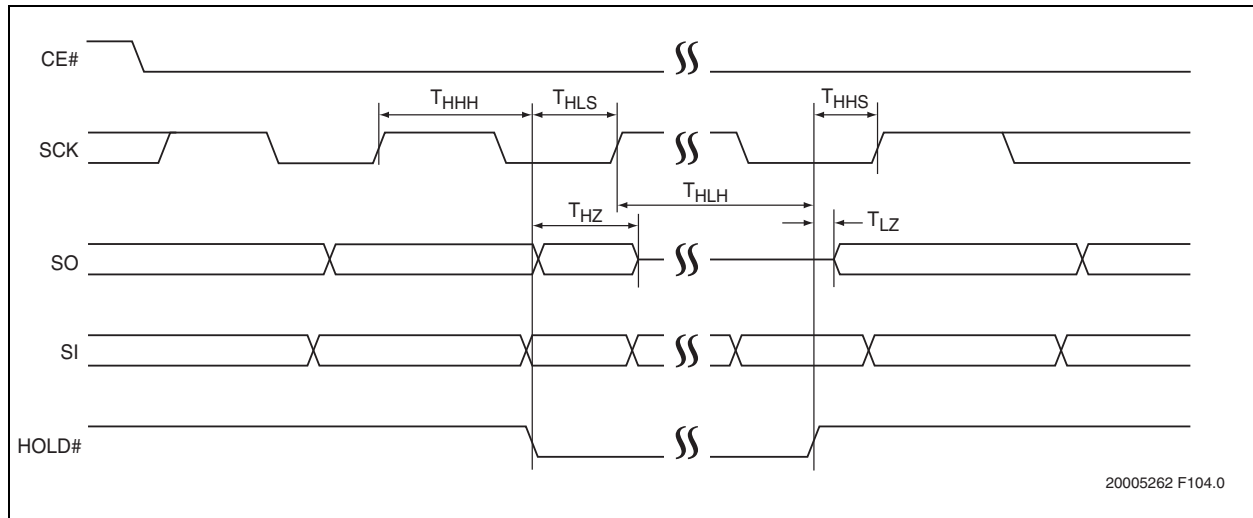 CE#
T_HHH T_HLS T_HHS
SCK
T_HLH
T_HZ T_LZ
SO
SI
HOLD#
20005262 F104.0